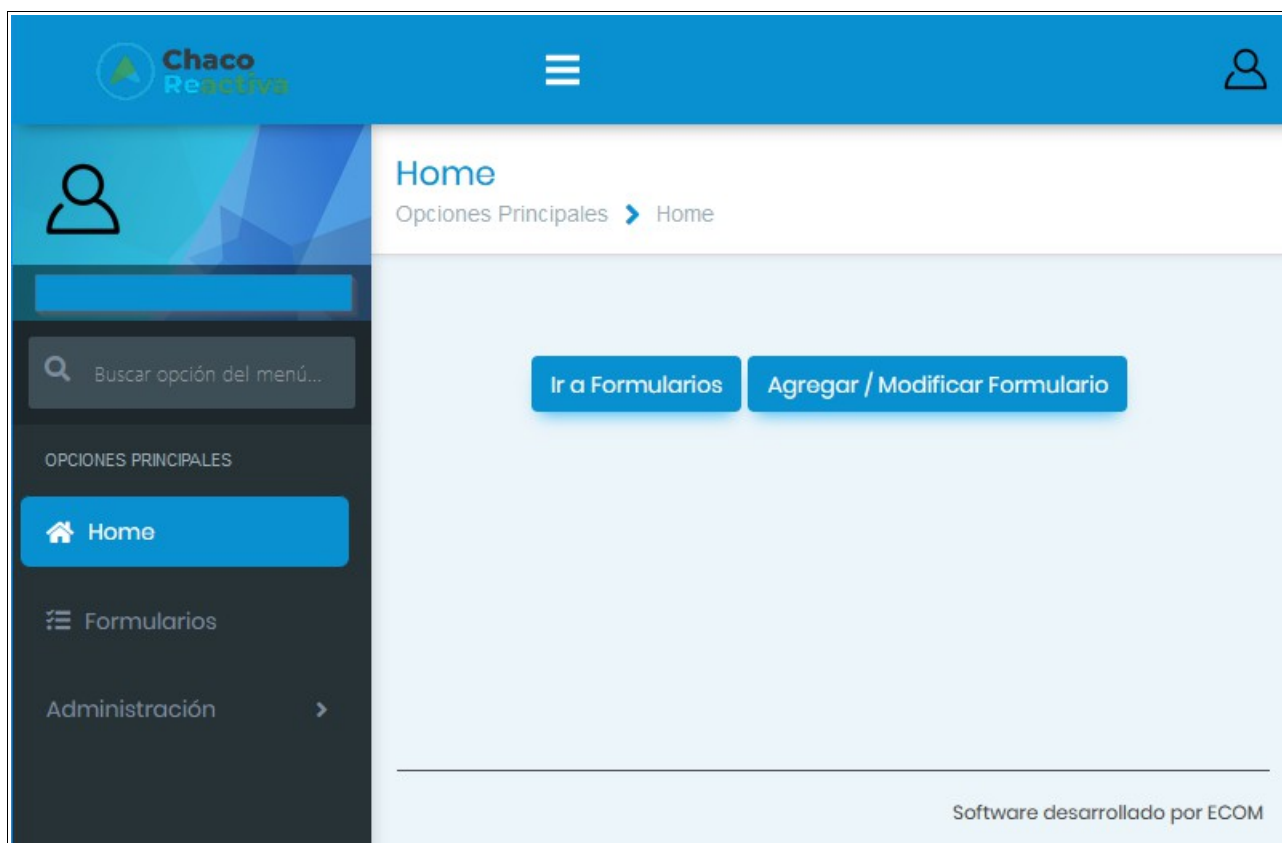 Chaco
Reactiva
Home
Opciones Principales Home
Buscar opción del menú...
OPCIONES PRINCIPALES
Home
Formularios
Administración
Ir a Formularios
Agregar / Modificar Formulario
Software desarrollado por ECOM